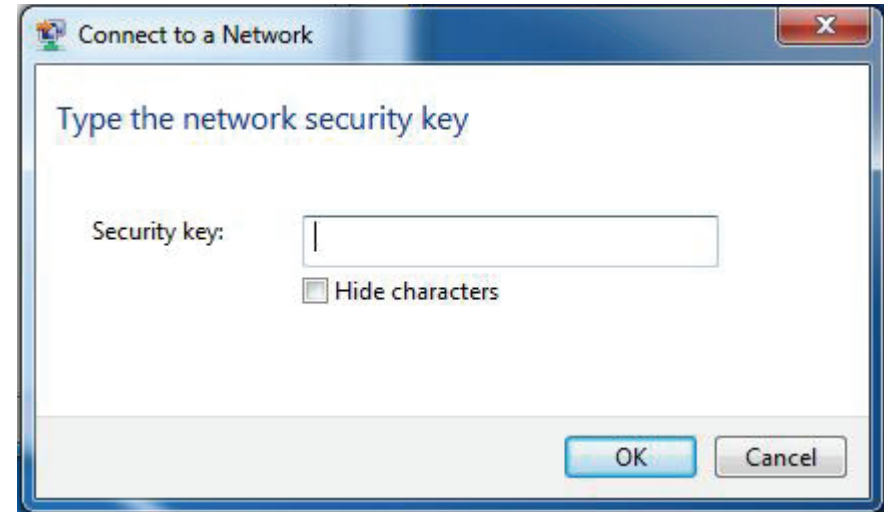 Connect to a Network
Type the network security key
Security key:
Hide characters
OK Cancel